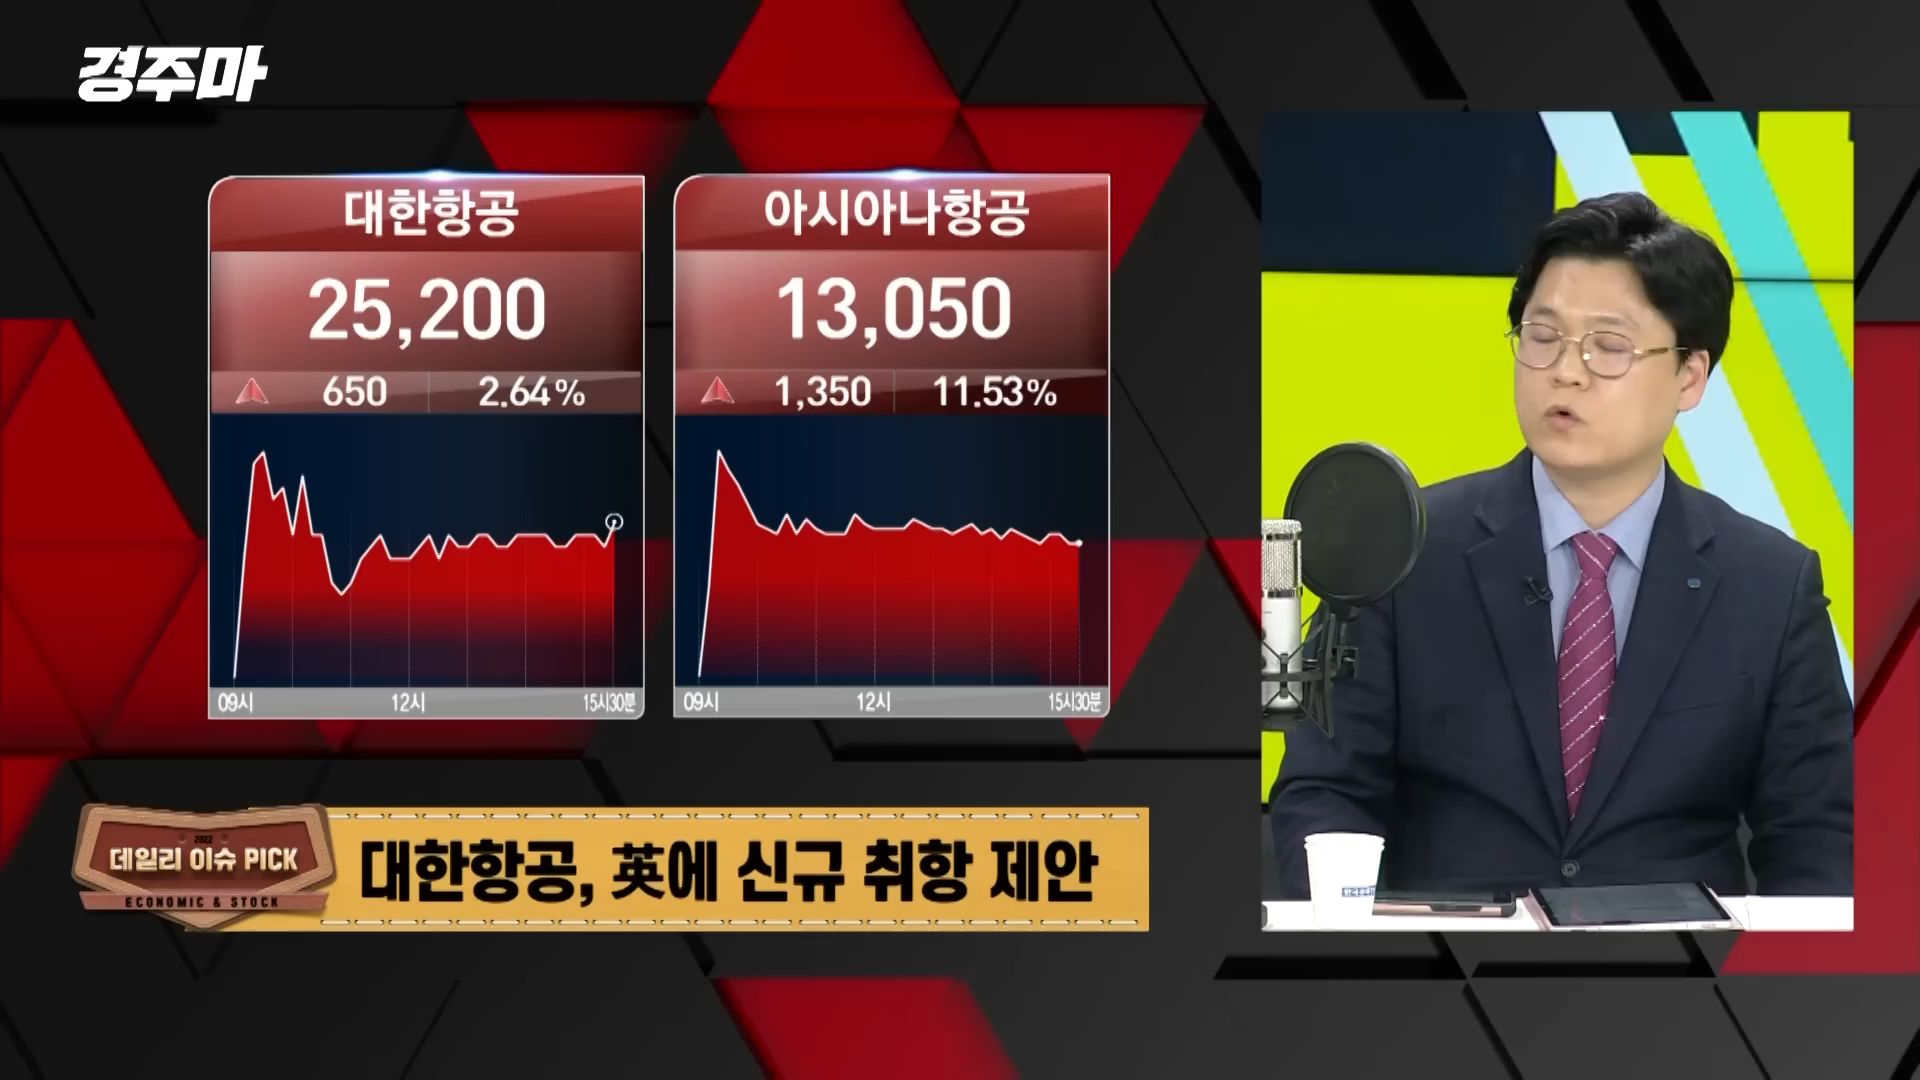 경주마
대한항공
25,200
650 2.64%
09시 12시 15시30분
아시아나항공
13,050
1,350 11.53%
09시 12시 15시30분
2022
데일리 이슈 PICK
ECONOMIC & STOCK
대한항공, 英에 신규 취항 제안